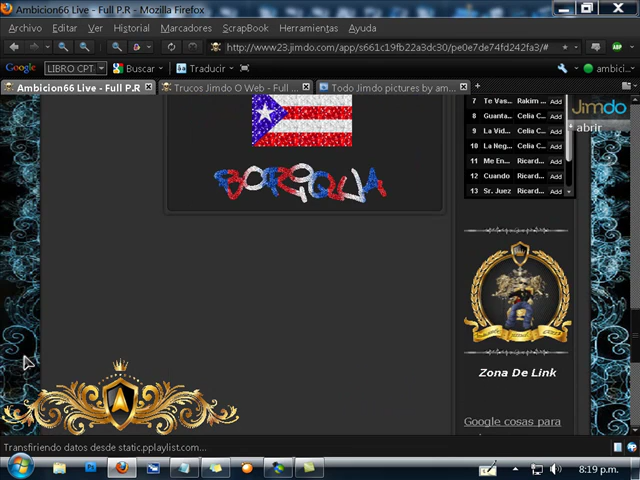 Ambicion66 Live - Full P.R - Mozilla Firefox
Archivo Editar Ver Historial Marcadores ScrapBook Herramientas Ayuda
http://www23.jimdo.com/app/s661c19fb22a3dc30/pe0e7de74fd242fa3/#
Google LIBRO CPT- Buscar Traducir ambici...
Ambicion66 Live - Full P.R Trucos Jimdo O Web - Full ... Todo Jimdo pictures by am...
7 Te Vas... Rakim ... Add
8 Guanta... Celia C... Add
9 La Vid... Celia C... Add
10 La Neg... Celia C... Add
11 Me En... Ricard... Add
12 Cuando Ricard... Add
13 Sr. Juez Ricard... Add
Jimdo
abrir
BORIQUA
Zona De Link
Google cosas para
Transfiriendo datos desde static.pplaylist.com...
8:19 p.m.